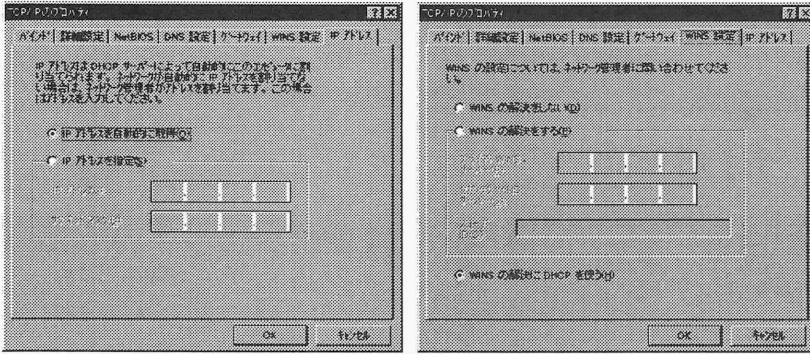 TCP/IPのプロパティ
バインド 詳細設定 NetBIOS DNS 設定 ゲートウェイ WINS 設定 IP アドレス
IP アドレスは DHCP サーバーによって自動的にこのコンピュータに割
り当てられます。ネットワークが自動的に IP アドレスを割り当てな
い場合は、ネットワーク管理者がアドレスを割り当てます。この場合
はアドレスを入力してください。
IP アドレスを自動的に取得(O)
IP アドレスを指定(S)
IP アドレス(I):
サブネット マスク(U):
OK キャンセル
TCP/IPのプロパティ
バインド 詳細設定 NetBIOS DNS 設定 ゲートウェイ WINS 設定 IP アドレス
WINS の設定については、ネットワーク管理者に問い合わせてくださ
い。
WINS の解決をしない(D)
WINS の解決をする(E)
WINS の解決に DHCP を使う(H)
OK キャンセル